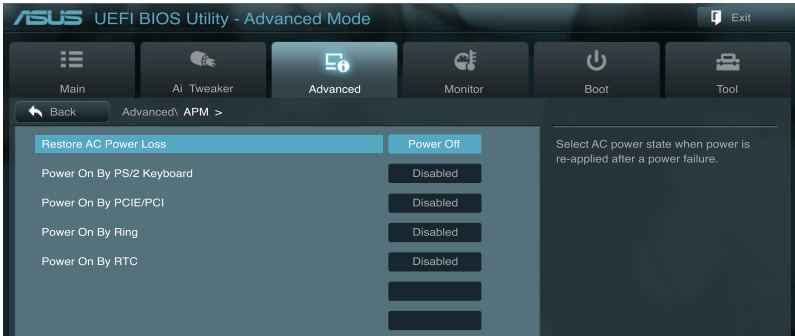 ASUS UEFI BIOS Utility - Advanced Mode
Exit
Main
Ai Tweaker
Advanced
Monitor
Boot
Tool
Back
Advanced\ APM >
Restore AC Power Loss Power Off
Power On By PS/2 Keyboard Disabled
Power On By PCIE/PCI Disabled
Power On By Ring Disabled
Power On By RTC Disabled
Select AC power state when power is
re-applied after a power failure.